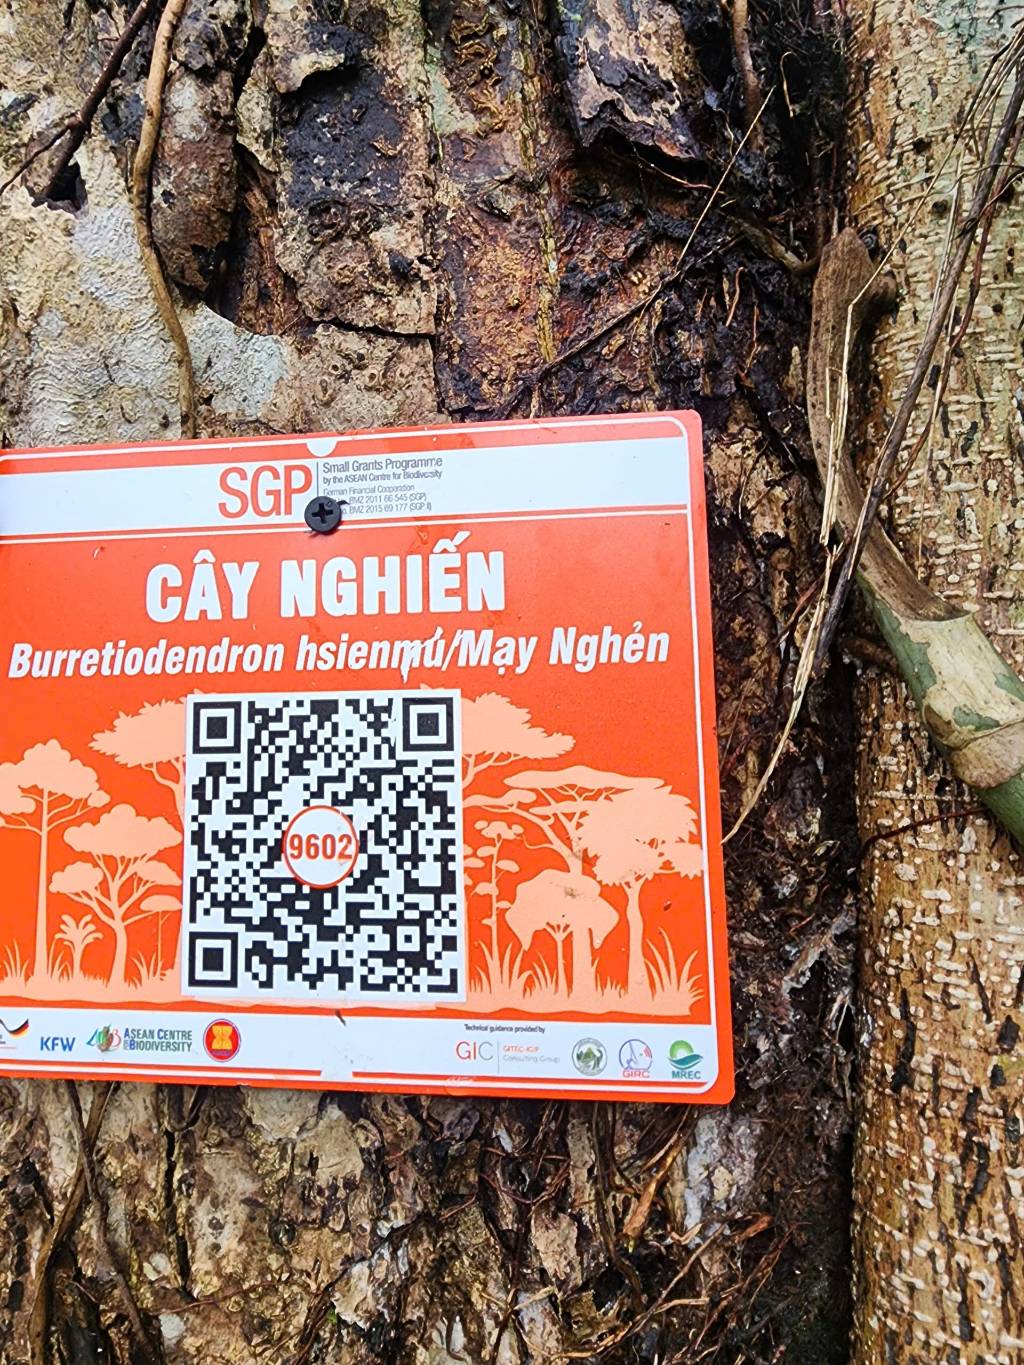 SGP
Small Grants Programme
by the ASEAN Centre for Biodiversity
German Financial Cooperation
BMZ 2011 66 545 (SGP)
BMZ 2015 69 177 (SGP II)
CÂY NGHIẾN
Burretiodendron hsienmu/Mạy Nghẻn
9602
KFW
ASEAN CENTRE
BIODIVERSITY
Technical guidance provided by
GIC
GITEC-IGIP
Consulting Group
GIRC
MREC